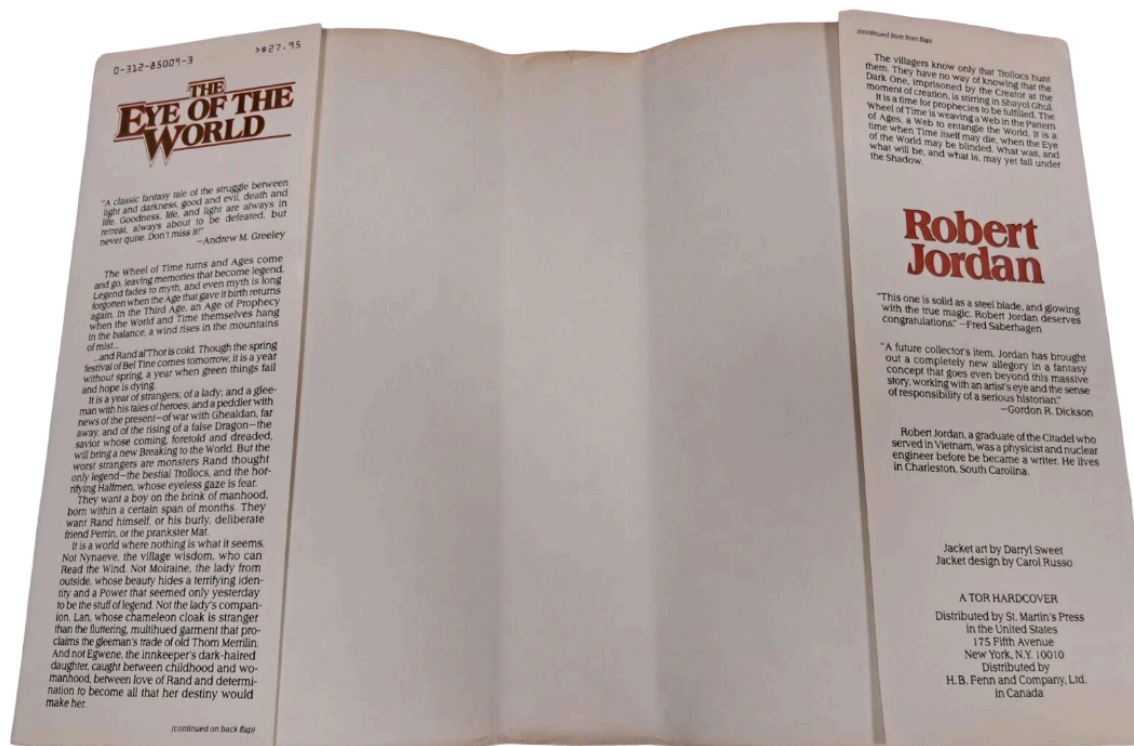 0-312-85009-3
>$27.95
THE
EYE OF THE
WORLD
"A classic fantasy tale of the struggle between
light and darkness, good and evil, death and
life. Goodness, life, and light are always in
retreat, always about to be defeated, but
never quite. Don't miss it!"
—Andrew M. Greeley
The Wheel of Time turns and Ages come
and go, leaving memories that become legend.
Legend fades to myth, and even myth is long
forgotten when the Age that gave it birth returns
again. In the Third Age, an Age of Prophecy
when the World and Time themselves hang
in the balance, a wind rises in the mountains
of mist...
...and Rand al'Thor is cold. Though the spring
festival of Bel Tine comes tomorrow, it is a year
without spring, a year when green things fail
and hope is dying.
It is a year of strangers; of a lady; and a glee-
man with his tales of heroes; and a peddler with
news of the present—of war with Ghealdan, far
away, and of the rising of a false Dragon—the
savior whose coming, foretold and dreaded,
will bring a new Breaking to the World. But the
worst strangers are monsters Rand thought
only legend—the bestial Trollocs, and the hor-
rifying Halfmen, whose eyeless gaze is fear.
They want a boy on the brink of manhood,
born within a certain span of months. They
want Rand himself, or his burly, deliberate
friend Perrin, or the prankster Mat.
It is a world where nothing is what it seems.
Not Nynaeve, the village wisdom, who can
Read the Wind. Not Moiraine, the lady from
outside, whose beauty hides a terrifying iden-
tity and a Power that seemed only yesterday
to be the stuff of legend. Not the lady's compan-
ion, Lan, whose chameleon cloak is stranger
than the fluttering, multihued garment that pro-
claims the gleeman's trade of old Thom Merrilin.
And not Egwene, the innkeeper's dark-haired
daughter, caught between childhood and wo-
manhood, between love of Rand and determi-
nation to become all that her destiny would
make her.
(continued on back flap)
(continued from front flap)
The villagers know only that Trollocs hunt
them. They have no way of knowing that the
Dark One, imprisoned by the Creator at the
moment of creation, is stirring in Shayol Ghul.
It is a time for prophecies to be fulfilled. The
Wheel of Time is weaving a Web in the Pattern
of Ages, a Web to entangle the World. It is a
time when Time itself may die, when the Eye
of the World may be blinded. What was, and
what will be, and what is, may yet fall under
the Shadow.
Robert
Jordan
"This one is solid as a steel blade, and glowing
with the true magic. Robert Jordan deserves
congratulations." —Fred Saberhagen
"A future collector's item. Jordan has brought
out a completely new allegory in a fantasy
concept that goes even beyond this massive
story, working with an artist's eye and the sense
of responsibility of a serious historian."
—Gordon R. Dickson
Robert Jordan, a graduate of the Citadel who
served in Vietnam, was a physicist and nuclear
engineer before be became a writer. He lives
in Charleston, South Carolina.
Jacket art by Darryl Sweet
Jacket design by Carol Russo
A TOR HARDCOVER
Distributed by St. Martin's Press
in the United States
175 Fifth Avenue
New York, N.Y. 10010
Distributed by
H.B. Fenn and Company, Ltd.
in Canada